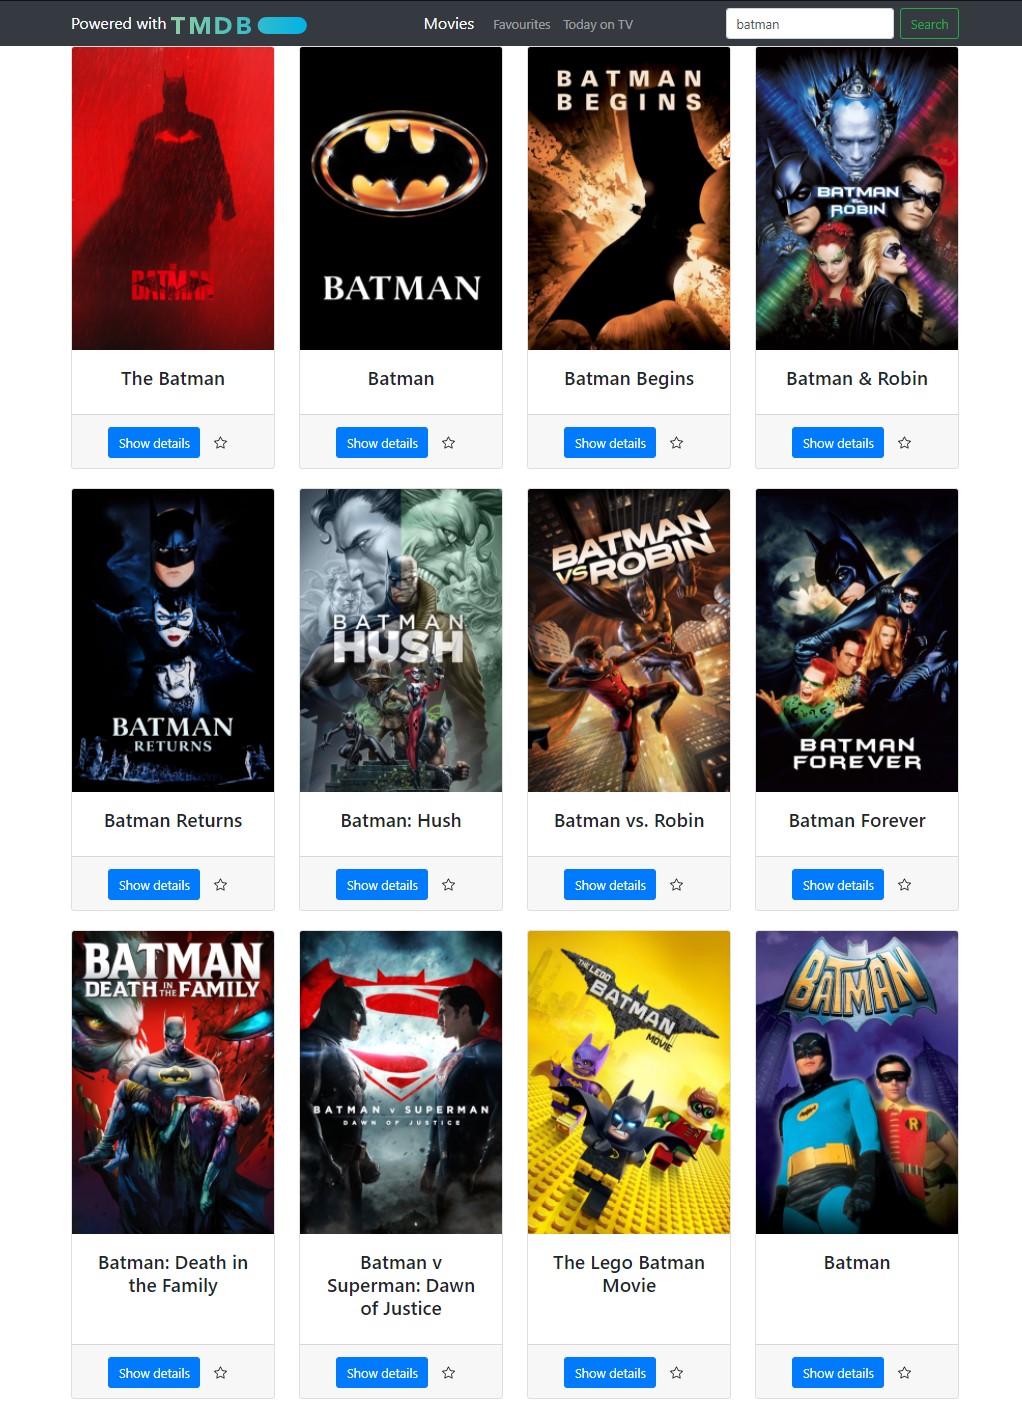 Powered with TMDB
Movies Favourites Today on TV
batman Search
BATMAN
BATMAN
BATMAN
BEGINS
BATMAN
&
ROBIN
The Batman
Batman
Batman Begins
Batman & Robin
Show details
Show details
Show details
Show details
BATMAN
RETURNS
BATMAN
HUSH
BATMAN
VS ROBIN
BATMAN
FOREVER
Batman Returns
Batman: Hush
Batman vs. Robin
Batman Forever
Show details
Show details
Show details
Show details
BATMAN
DEATH IN THE FAMILY
BATMAN v SUPERMAN
DAWN OF JUSTICE
THE LEGO
BATMAN
MOVIE
BATMAN
R
Batman: Death in
the Family
Batman v
Superman: Dawn
of Justice
The Lego Batman
Movie
Batman
Show details
Show details
Show details
Show details